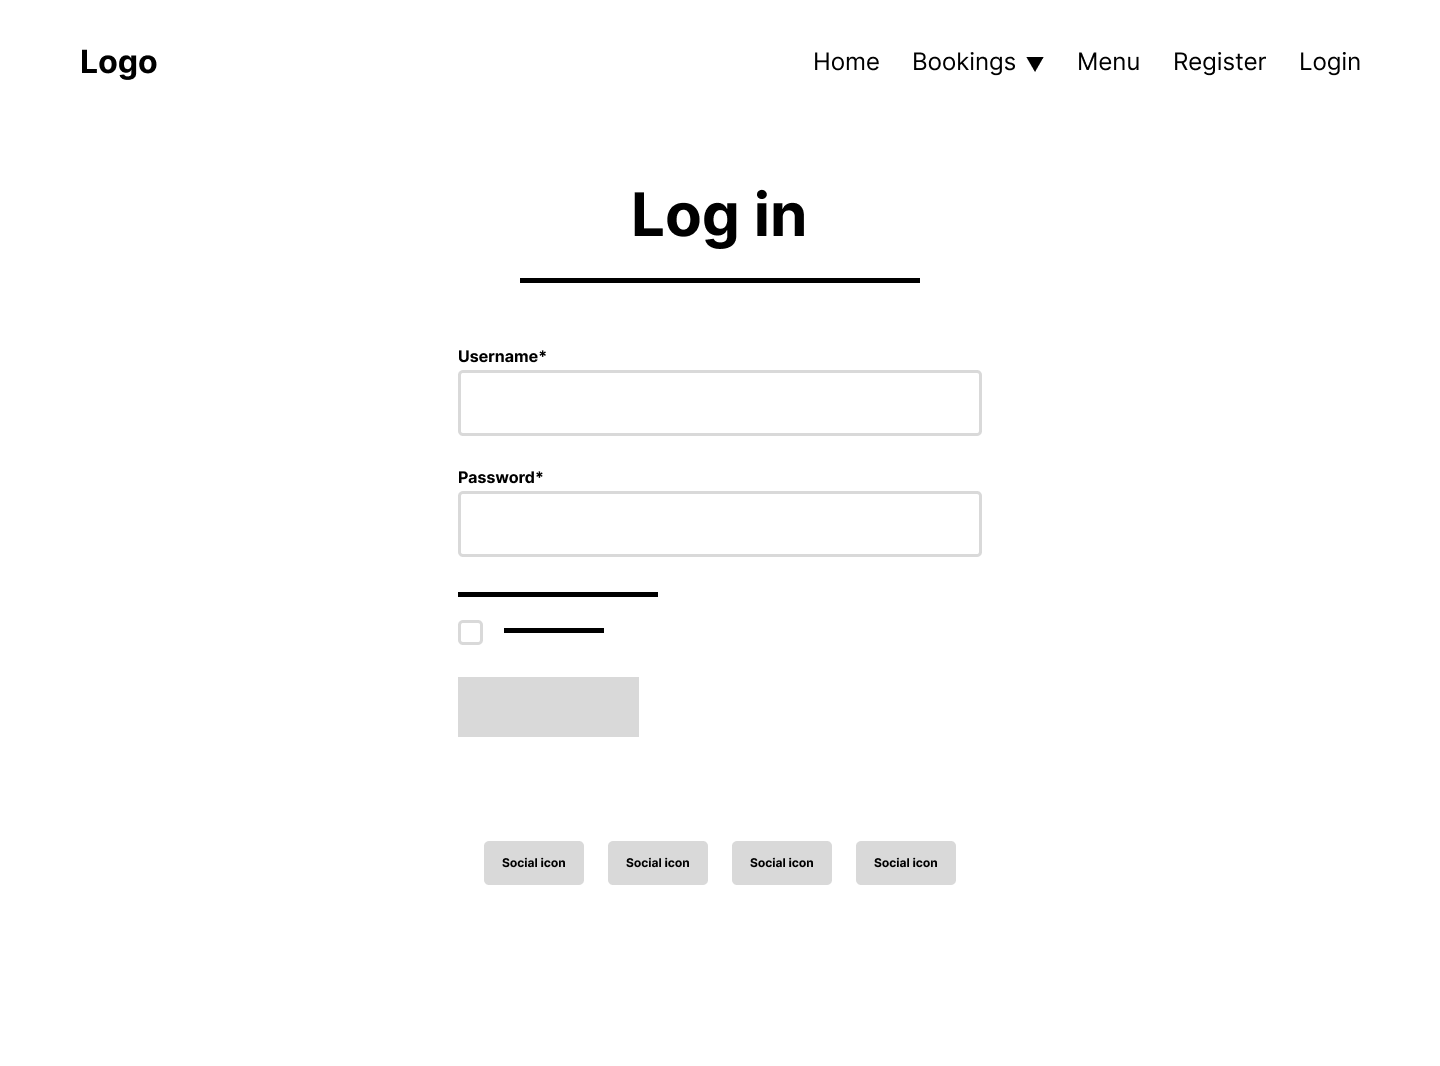 Logo
Home Bookings ▼ Menu Register Login
Log in
Username*
Password*
Social icon Social icon Social icon Social icon